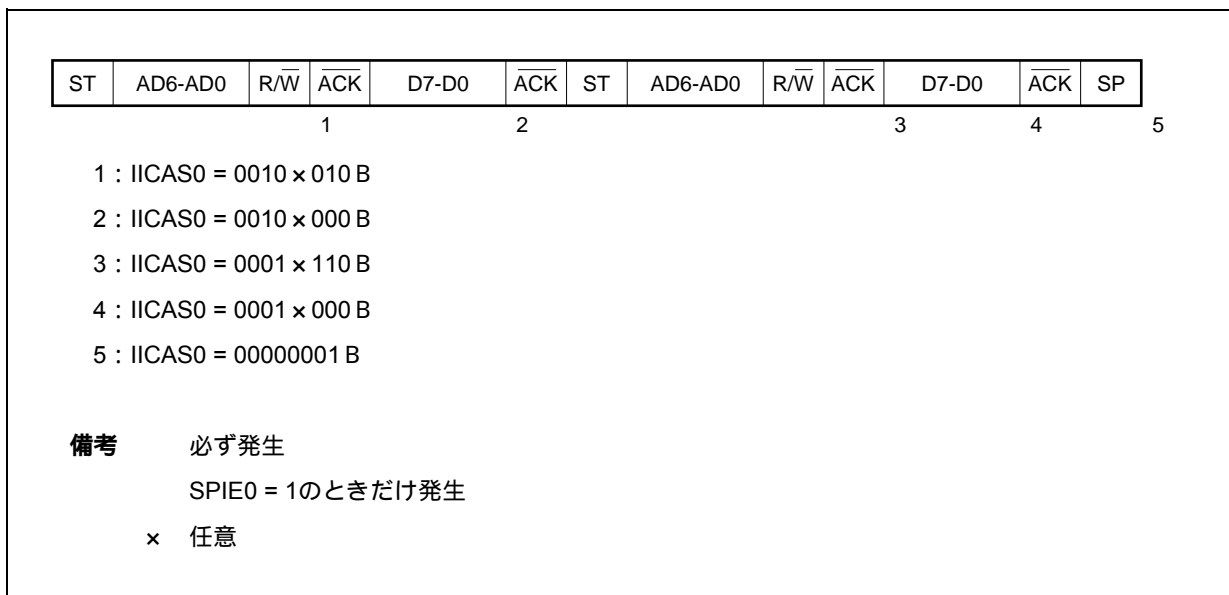 ST AD6-AD0 R/W ACK D7-D0 ACK ST AD6-AD0 R/W ACK D7-D0 ACK SP
1 2 3 4 5
1：IICAS0 = 0010×010 B
2：IICAS0 = 0010×000 B
3：IICAS0 = 0001×110 B
4：IICAS0 = 0001×000 B
5：IICAS0 = 00000001 B
備考 必ず発生
SPIE0 = 1のときだけ発生
× 任意